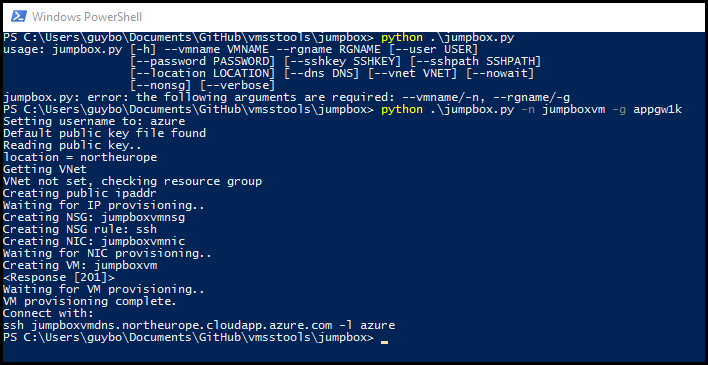 Windows PowerShell
PS C:\Users\guybo\Documents\GitHub\vmsstools\jumpbox> python .\jumpbox.py
usage: jumpbox.py [-h] --vmname VMNAME --rgname RGNAME [--user USER]
                  [--password PASSWORD] [--sshkey SSHKEY] [--sshpath SSHPATH]
                  [--location LOCATION] [--dns DNS] [--vnet VNET] [--nowait]
                  [--nonsg] [--verbose]
jumpbox.py: error: the following arguments are required: --vmname/-n, --rgname/-g
PS C:\Users\guybo\Documents\GitHub\vmsstools\jumpbox> python .\jumpbox.py -n jumpboxvm -g appgw1k
Setting username to: azure
Default public key file found
Reading public key..
location = northeurope
Getting VNet
VNet not set, checking resource group
Creating public ipaddr
Waiting for IP provisioning..
Creating NSG: jumpboxvmnsg
Creating NSG rule: ssh
Creating NIC: jumpboxvmnic
Waiting for NIC provisioning..
Creating VM: jumpboxvm
<Response [201]>
Waiting for VM provisioning..
VM provisioning complete.
Connect with:
ssh jumpboxvmdns.northeurope.cloudapp.azure.com -l azure
PS C:\Users\guybo\Documents\GitHub\vmsstools\jumpbox>